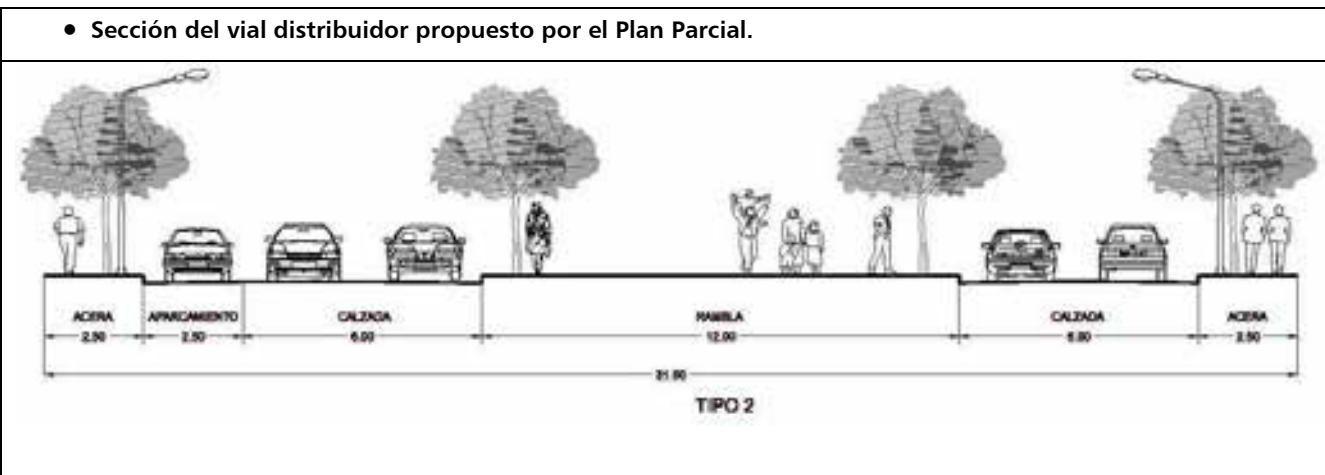 • Sección del vial distribuidor propuesto por el Plan Parcial.
ACERA APARCAMIENTO CALZADA RAMBLA CALZADA ACERA
2.50 2.50 6.00 12.00 6.00 2.50
31.50
TIPO 2